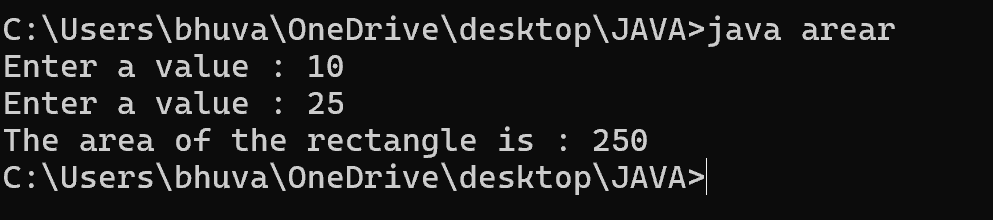 C:\Users\bhuva\OneDrive\desktop\JAVA>java arear
Enter a value : 10
Enter a value : 25
The area of the rectangle is : 250
C:\Users\bhuva\OneDrive\desktop\JAVA>